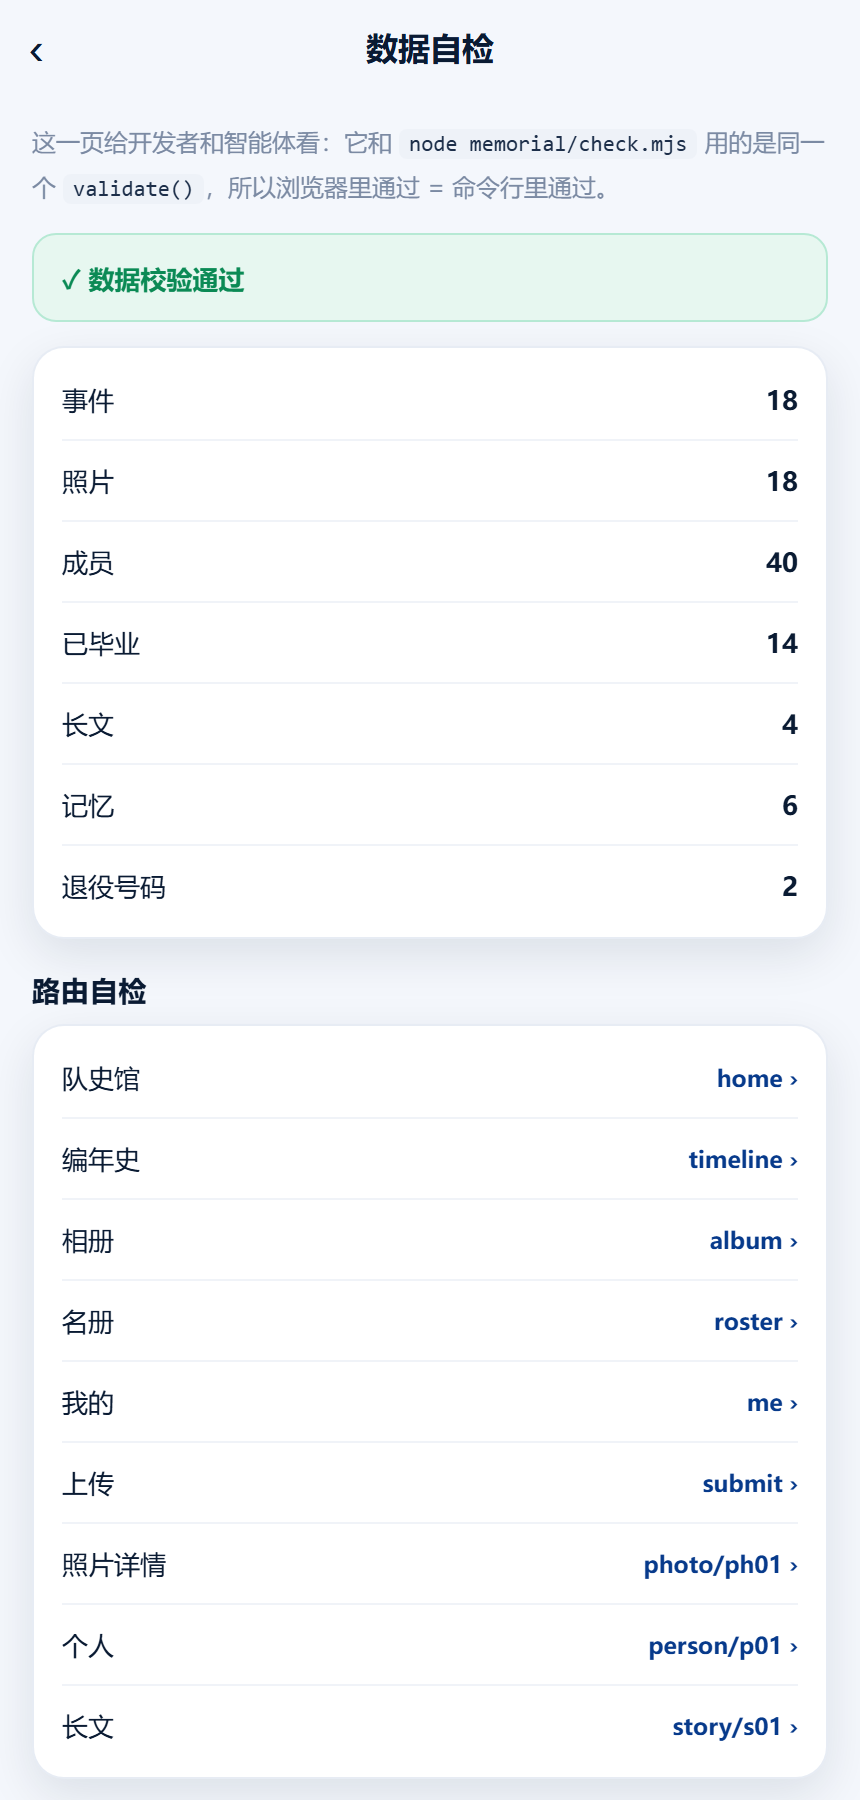 ‹ 数据自检
这一页给开发者和智能体看：它和 node memorial/check.mjs 用的是同一
个 validate()，所以浏览器里通过 = 命令行里通过。
✓ 数据校验通过
事件 18
照片 18
成员 40
已毕业 14
长文 4
记忆 6
退役号码 2
路由自检
队史馆 home ›
编年史 timeline ›
相册 album ›
名册 roster ›
我的 me ›
上传 submit ›
照片详情 photo/ph01 ›
个人 person/p01 ›
长文 story/s01 ›